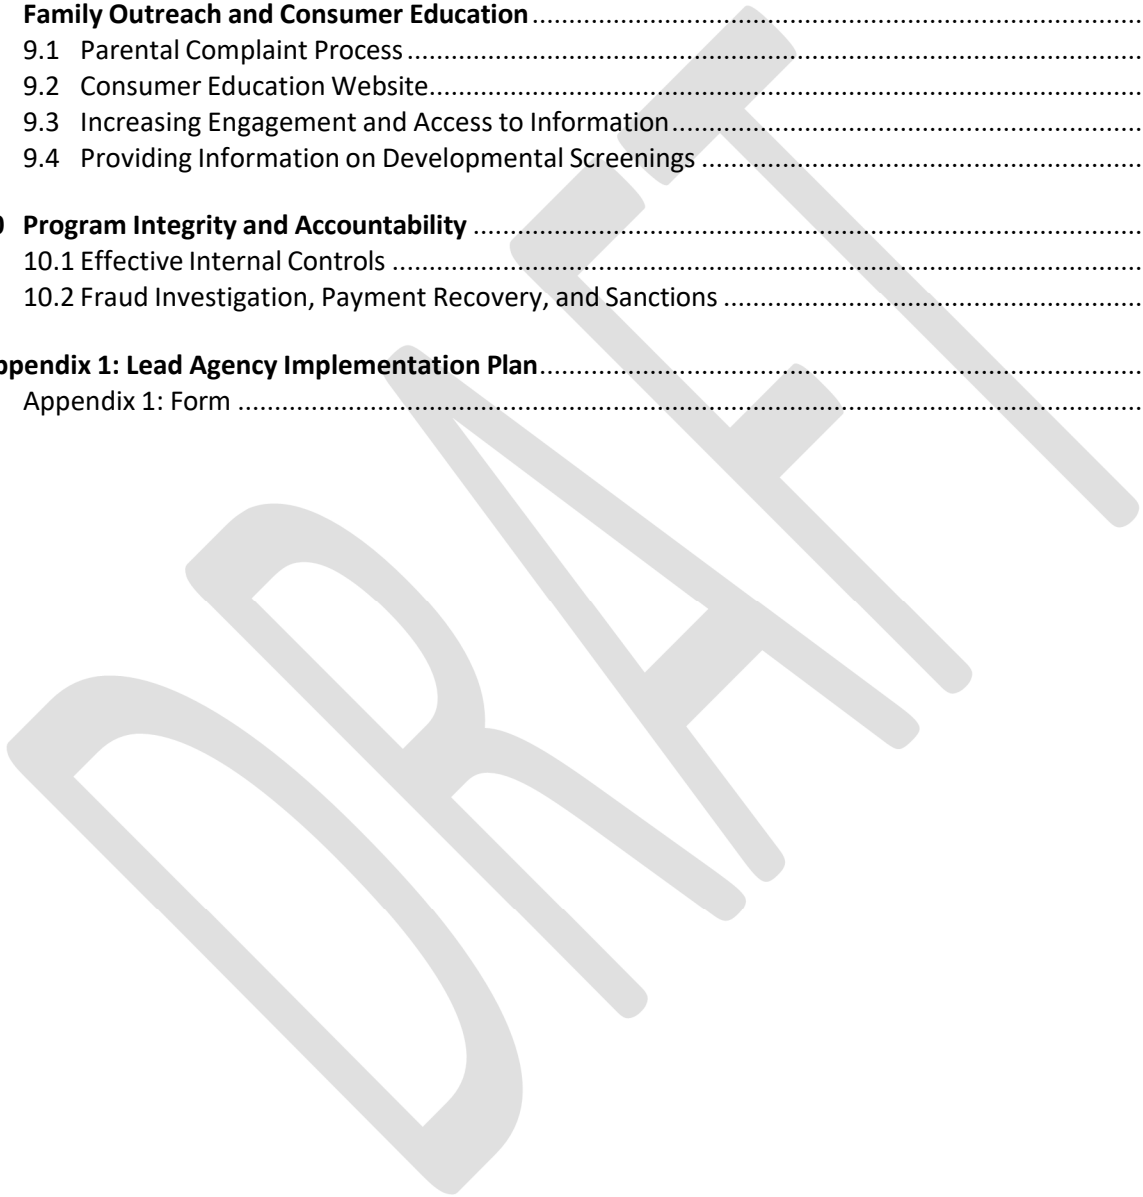 Family Outreach and Consumer Education
9.1 Parental Complaint Process
9.2 Consumer Education Website
9.3 Increasing Engagement and Access to Information
9.4 Providing Information on Developmental Screenings
0 Program Integrity and Accountability
10.1 Effective Internal Controls
10.2 Fraud Investigation, Payment Recovery, and Sanctions
ppendix 1: Lead Agency Implementation Plan
Appendix 1: Form
DRAFT